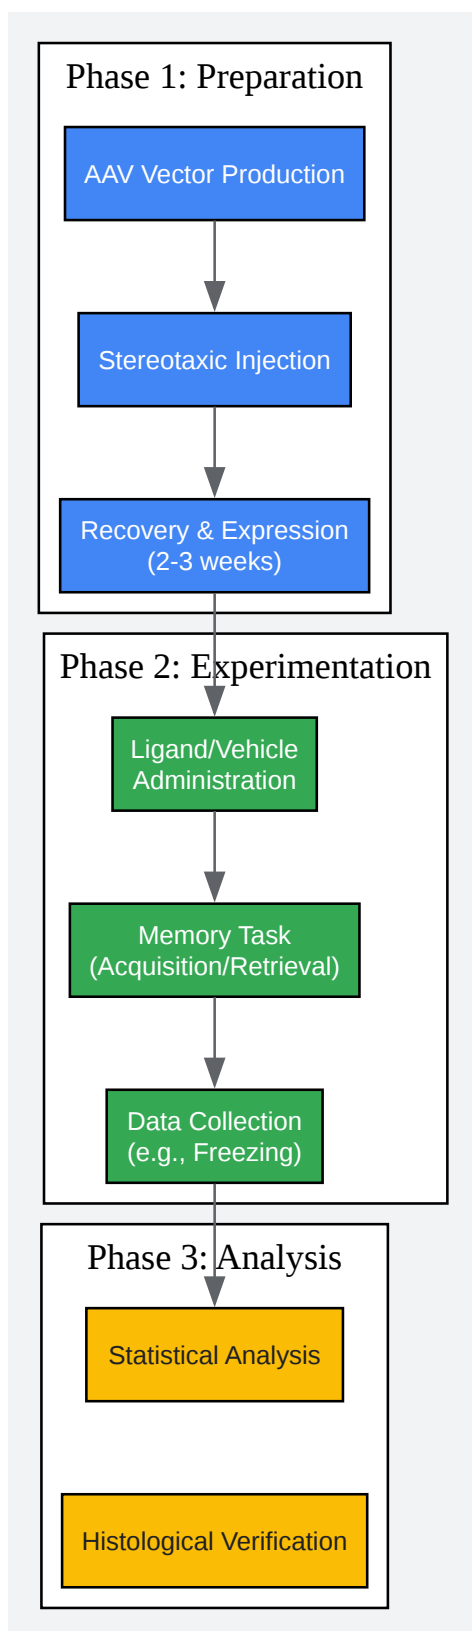 Phase 1: Preparation
AAV Vector Production
Stereotaxic Injection
Recovery & Expression
(2-3 weeks)
Phase 2: Experimentation
Ligand/Vehicle
Administration
Memory Task
(Acquisition/Retrieval)
Data Collection
(e.g., Freezing)
Phase 3: Analysis
Statistical Analysis
Histological Verification